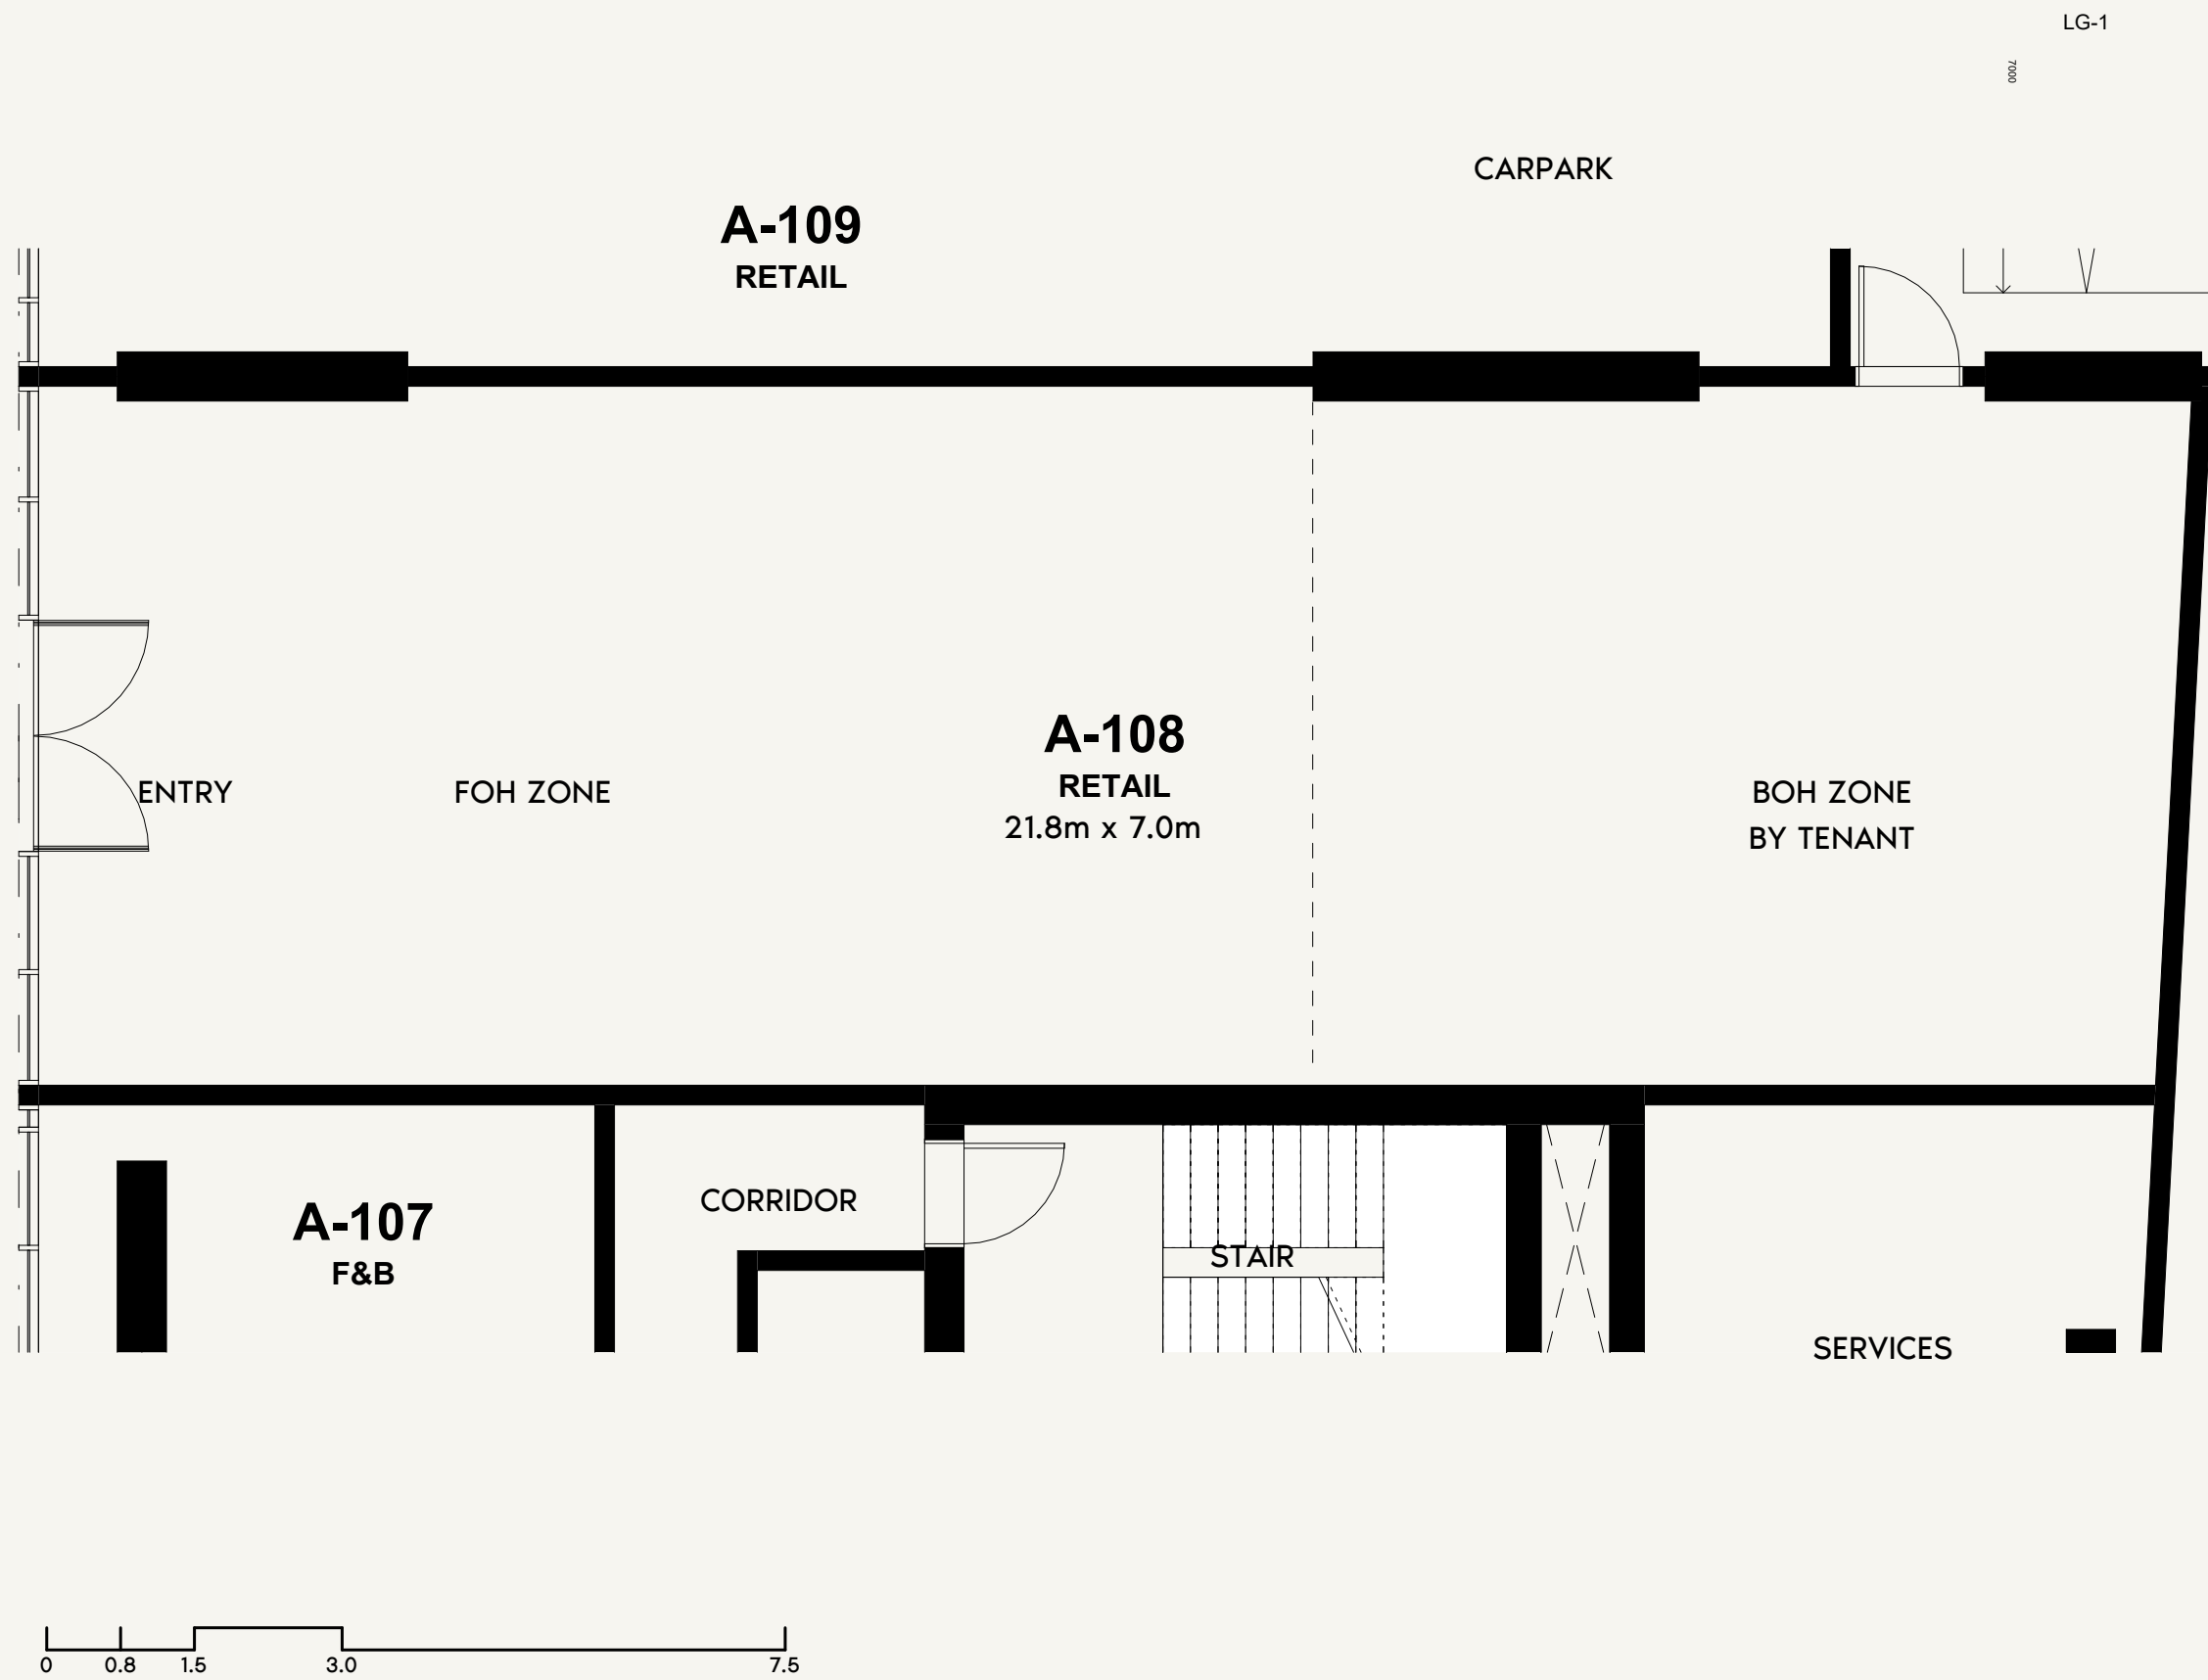 LG-1
7000
CARPARK
A-109
RETAIL
A-108
RETAIL
21.8m x 7.0m
ENTRY
FOH ZONE
BOH ZONE
BY TENANT
CORRIDOR
A-107
F&B
STAIR
SERVICES
0 0.8 1.5 3.0 7.5